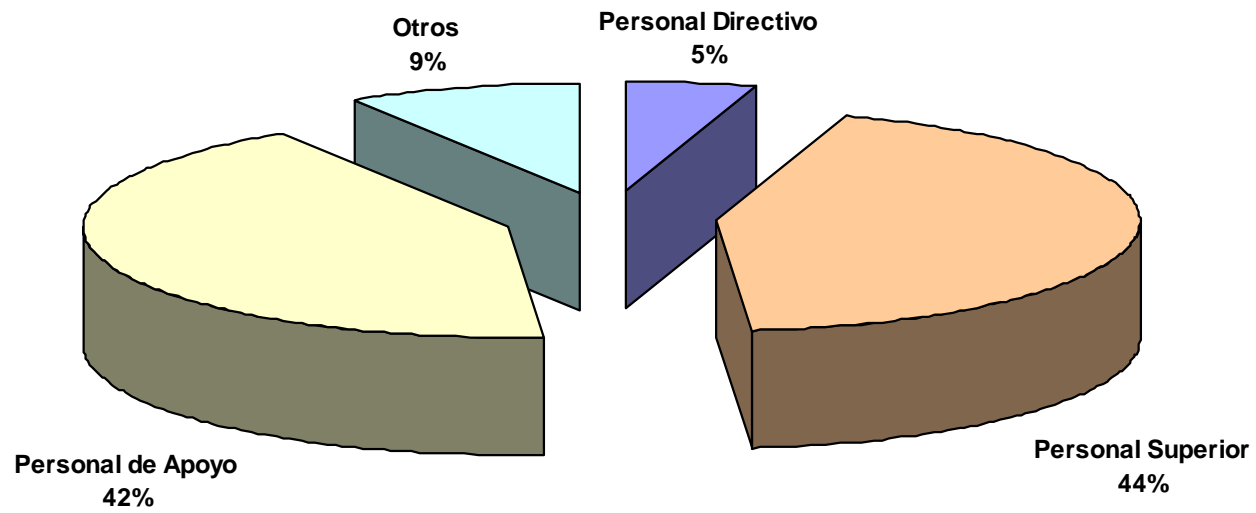 Otros
9%
Personal Directivo
5%
Personal de Apoyo
42%
Personal Superior
44%